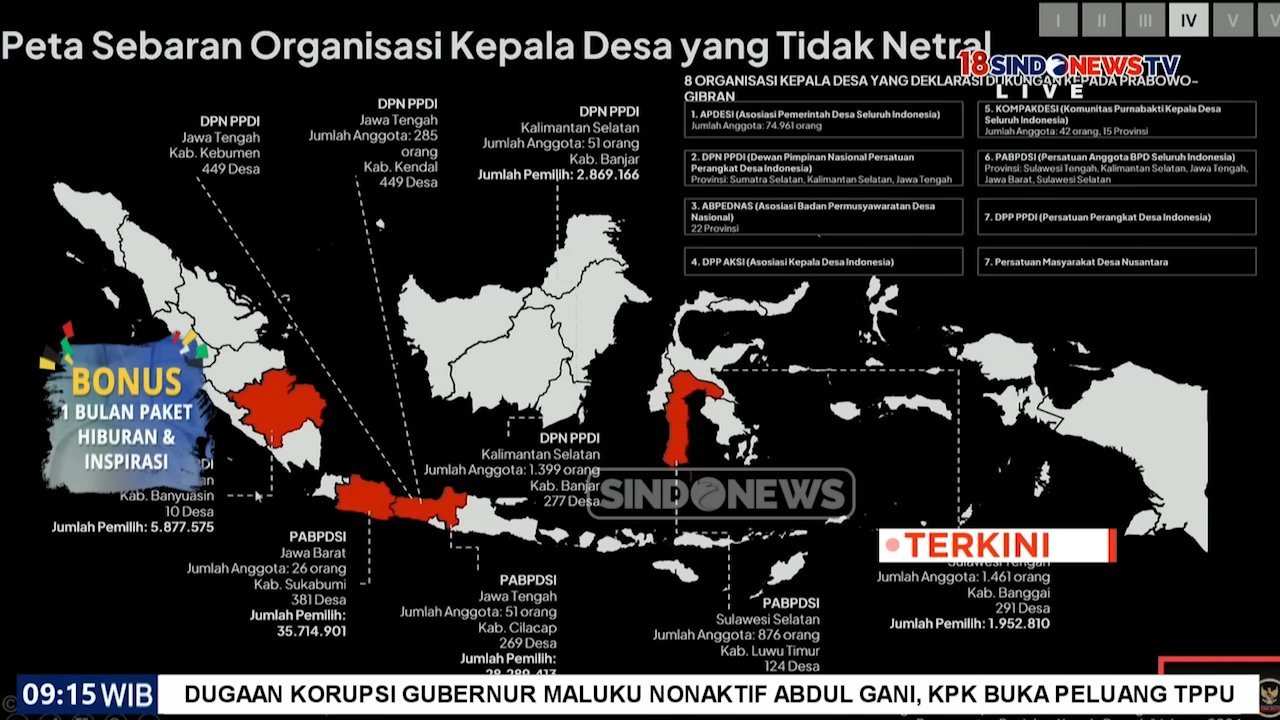 I II III IV V V
Peta Sebaran Organisasi Kepala Desa yang Tidak Netral
18 SINDONEWSTV
LIVE
8 ORGANISASI KEPALA DESA YANG DEKLARASI DUKUNGAN KEPADA PRABOWO-
GIBRAN
1. APDESI (Asosiasi Pemerintah Desa Seluruh Indonesia)
Jumlah Anggota: 74.961 orang
2. DPN PPDI (Dewan Pimpinan Nasional Persatuan
Perangkat Desa Indonesia)
Provinsi: Sumatra Selatan, Kalimantan Selatan, Jawa Tengah
3. ABPEDNAS (Asosiasi Badan Permusyawaratan Desa
Nasional)
22 Provinsi
4. DPP AKSI (Asosiasi Kepala Desa Indonesia)
5. KOMPAKDESI (Komunitas Purnabakti Kepala Desa
Seluruh Indonesia)
Jumlah Anggota: 42 orang, 15 Provinsi
6. PABPDSI (Persatuan Anggota BPD Seluruh Indonesia)
Provinsi: Sulawesi Tengah, Kalimantan Selatan, Jawa Tengah,
Jawa Barat, Sulawesi Selatan
7. DPP PPDI (Persatuan Perangkat Desa Indonesia)
7. Persatuan Masyarakat Desa Nusantara
DPN PPDI
Jawa Tengah
Kab. Kebumen
449 Desa
DPN PPDI
Jawa Tengah
Jumlah Anggota: 285
orang
Kab. Kendal
449 Desa
DPN PPDI
Kalimantan Selatan
Jumlah Anggota: 51 orang
Kab. Banjar
Jumlah Pemilih: 2.869.166
BONUS
1 BULAN PAKET
HIBURAN &
INSPIRASI
Kab. Banyuasin
10 Desa
Jumlah Pemilih: 5.877.575
DPN PPDI
Kalimantan Selatan
Jumlah Anggota: 1.399 orang
Kab. Banjar
277 Desa
SINDONEWS
PABPDSI
Jawa Barat
Jumlah Anggota: 26 orang
Kab. Sukabumi
381 Desa
Jumlah Pemilih:
35.714.901
PABPDSI
Jawa Tengah
Jumlah Anggota: 51 orang
Kab. Cilacap
269 Desa
Jumlah Pemilih:
28.289.413
PABPDSI
Sulawesi Selatan
Jumlah Anggota: 876 orang
Kab. Luwu Timur
124 Desa
TERKINI
Sulawesi Tengah
Jumlah Anggota: 1.461 orang
Kab. Banggai
291 Desa
Jumlah Pemilih: 1.952.810
09:15 WIB
DUGAAN KORUPSI GUBERNUR MALUKU NONAKTIF ABDUL GANI, KPK BUKA PELUANG TPPU